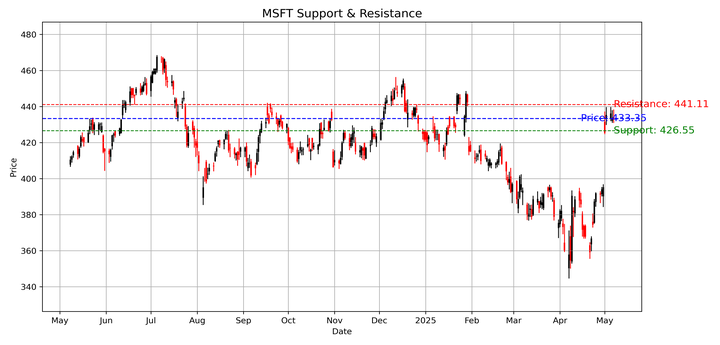 MSFT Support & Resistance
480
460
440
420
400
380
360
340
Price
Resistance: 441.11
Price: 433.35
Support: 426.55
May Jun Jul Aug Sep Oct Nov Dec 2025 Feb Mar Apr May
Date